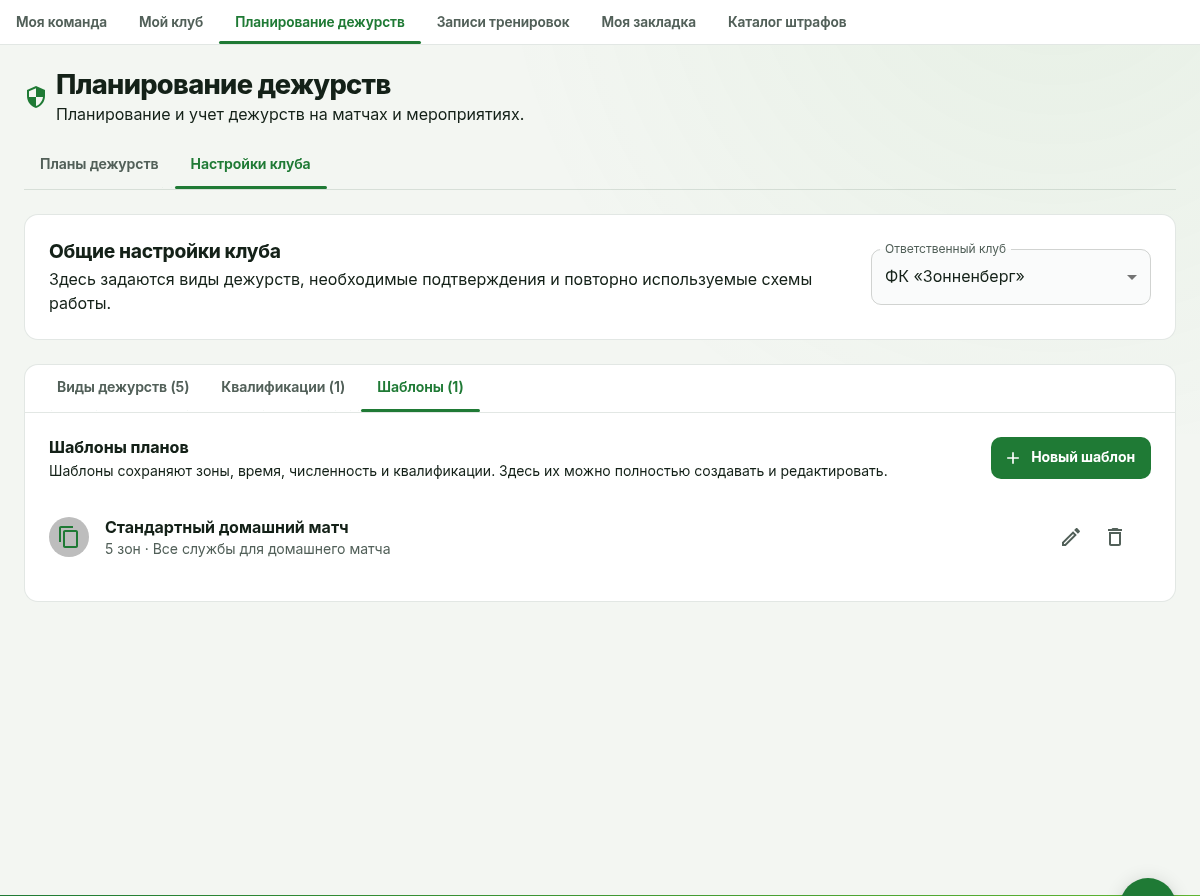 Моя команда
Мой клуб
Планирование дежурств
Записи тренировок
Моя закладка
Каталог штрафов
Планирование дежурств
Планирование и учет дежурств на матчах и мероприятиях.
Планы дежурств
Настройки клуба
Общие настройки клуба
Здесь задаются виды дежурств, необходимые подтверждения и повторно используемые схемы
работы.
Ответственный клуб
ФК «Зонненберг»
Виды дежурств (5)
Квалификации (1)
Шаблоны (1)
Шаблоны планов
Шаблоны сохраняют зоны, время, численность и квалификации. Здесь их можно полностью создавать и редактировать.
Новый шаблон
Стандартный домашний матч
5 зон · Все службы для домашнего матча